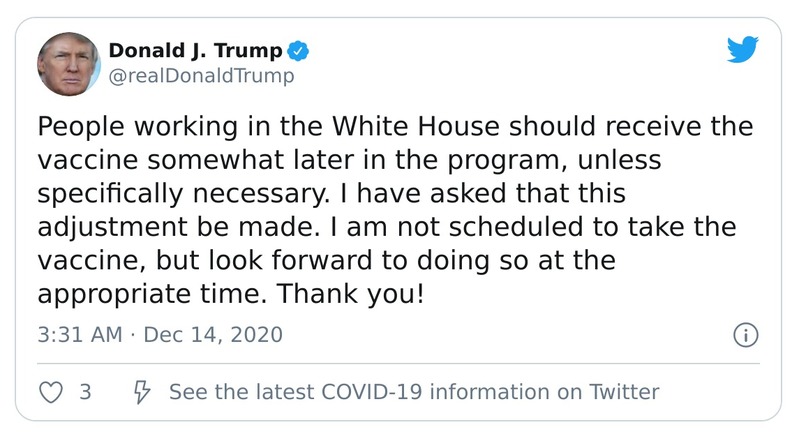 Donald J. Trump
@realDonaldTrump
People working in the White House should receive the
vaccine somewhat later in the program, unless
specifically necessary. I have asked that this
adjustment be made. I am not scheduled to take the
vaccine, but look forward to doing so at the
appropriate time. Thank you!
3:31 AM · Dec 14, 2020
3 See the latest COVID-19 information on Twitter